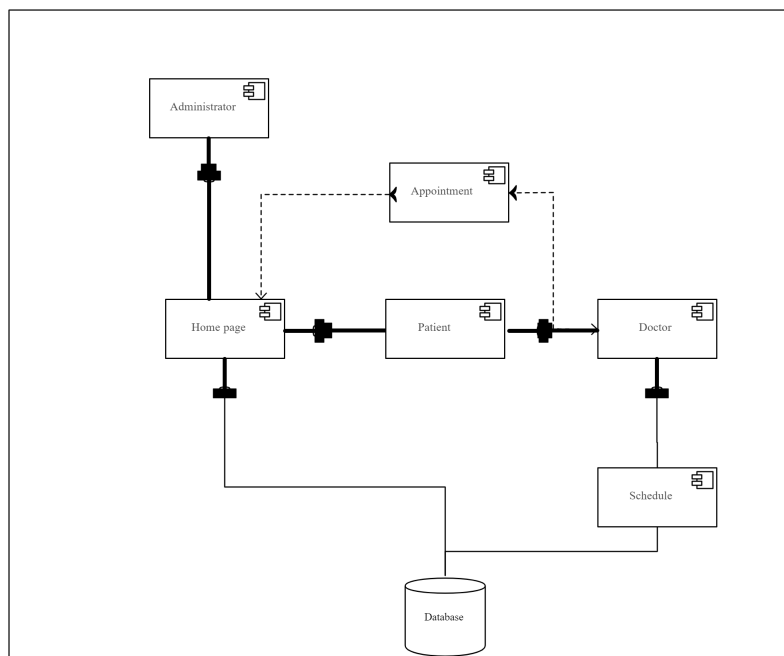 Administrator
Appointment
Home page
Patient
Doctor
Schedule
Database